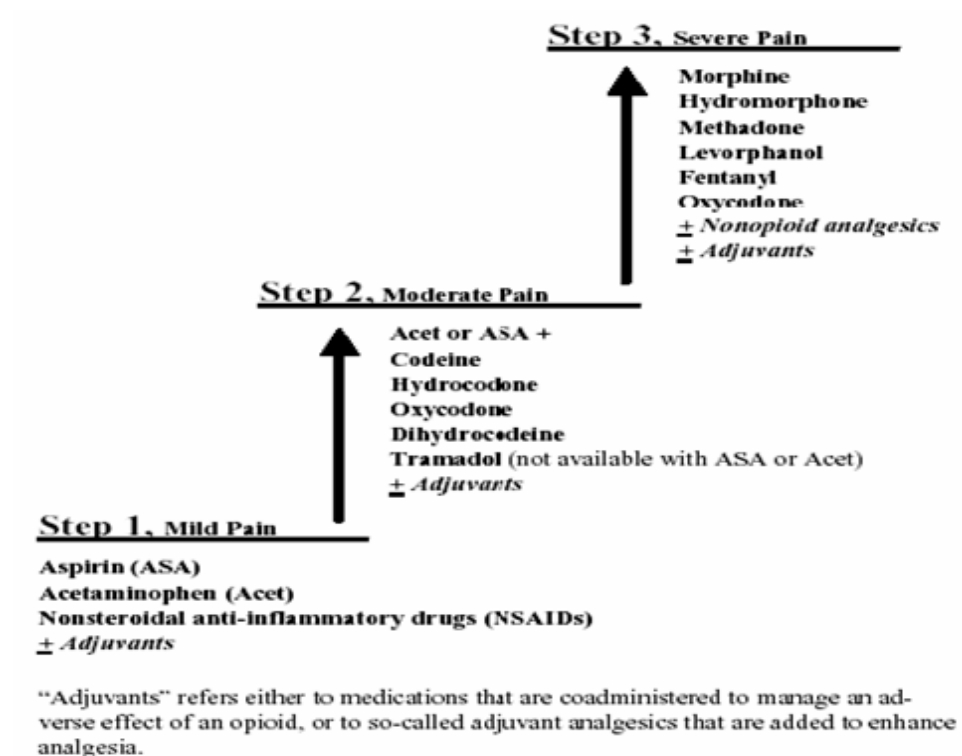 Step 3, Severe Pain
Morphine
Hydromorphone
Methadone
Levorphanol
Fentanyl
Oxycodone
± Nonopioid analgesics
± Adjuvants
Step 2, Moderate Pain
Acet or ASA +
Codeine
Hydrocodone
Oxycodone
Dihydrocodeine
Tramadol (not available with ASA or Acet)
± Adjuvants
Step 1, Mild Pain
Aspirin (ASA)
Acetaminophen (Acet)
Nonsteroidal anti-inflammatory drugs (NSAIDs)
± Adjuvants
“Adjuvants” refers either to medications that are coadministered to manage an ad-
verse effect of an opioid, or to so-called adjuvant analgesics that are added to enhance
analgesia.